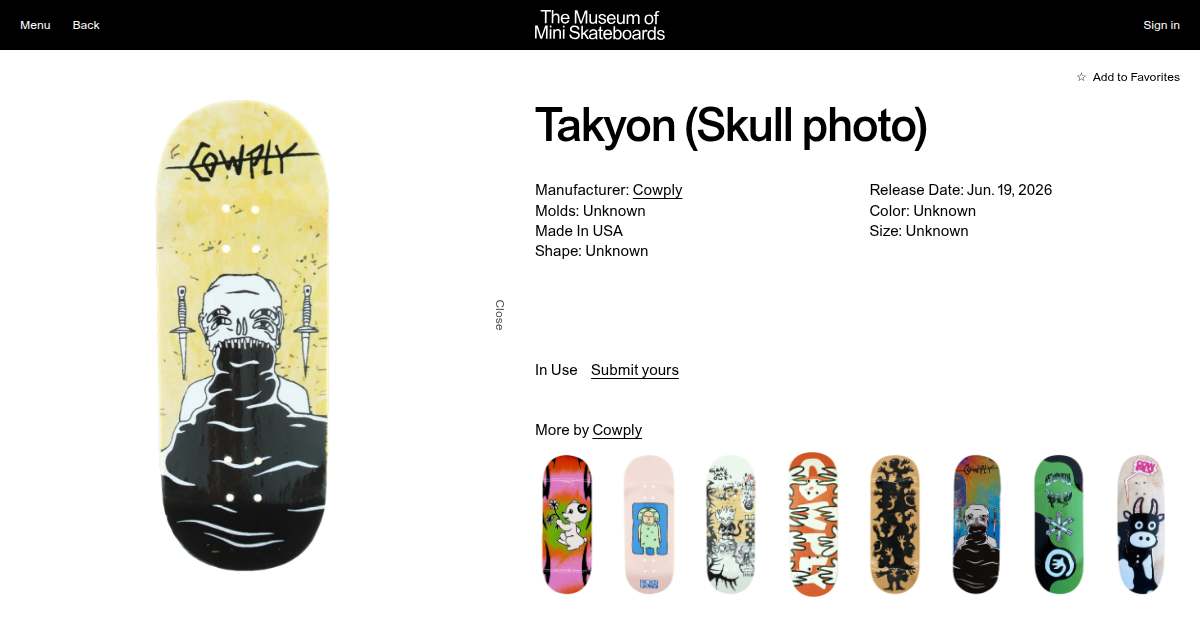 Menu
Back
The Museum of
Mini Skateboards
Sign in
☆ Add to Favorites
COWPLY
Takyon (Skull photo)
Manufacturer: Cowply
Molds: Unknown
Made In USA
Shape: Unknown
Release Date: Jun. 19, 2026
Color: Unknown
Size: Unknown
Close
In Use Submit yours
More by Cowply
COWPLY